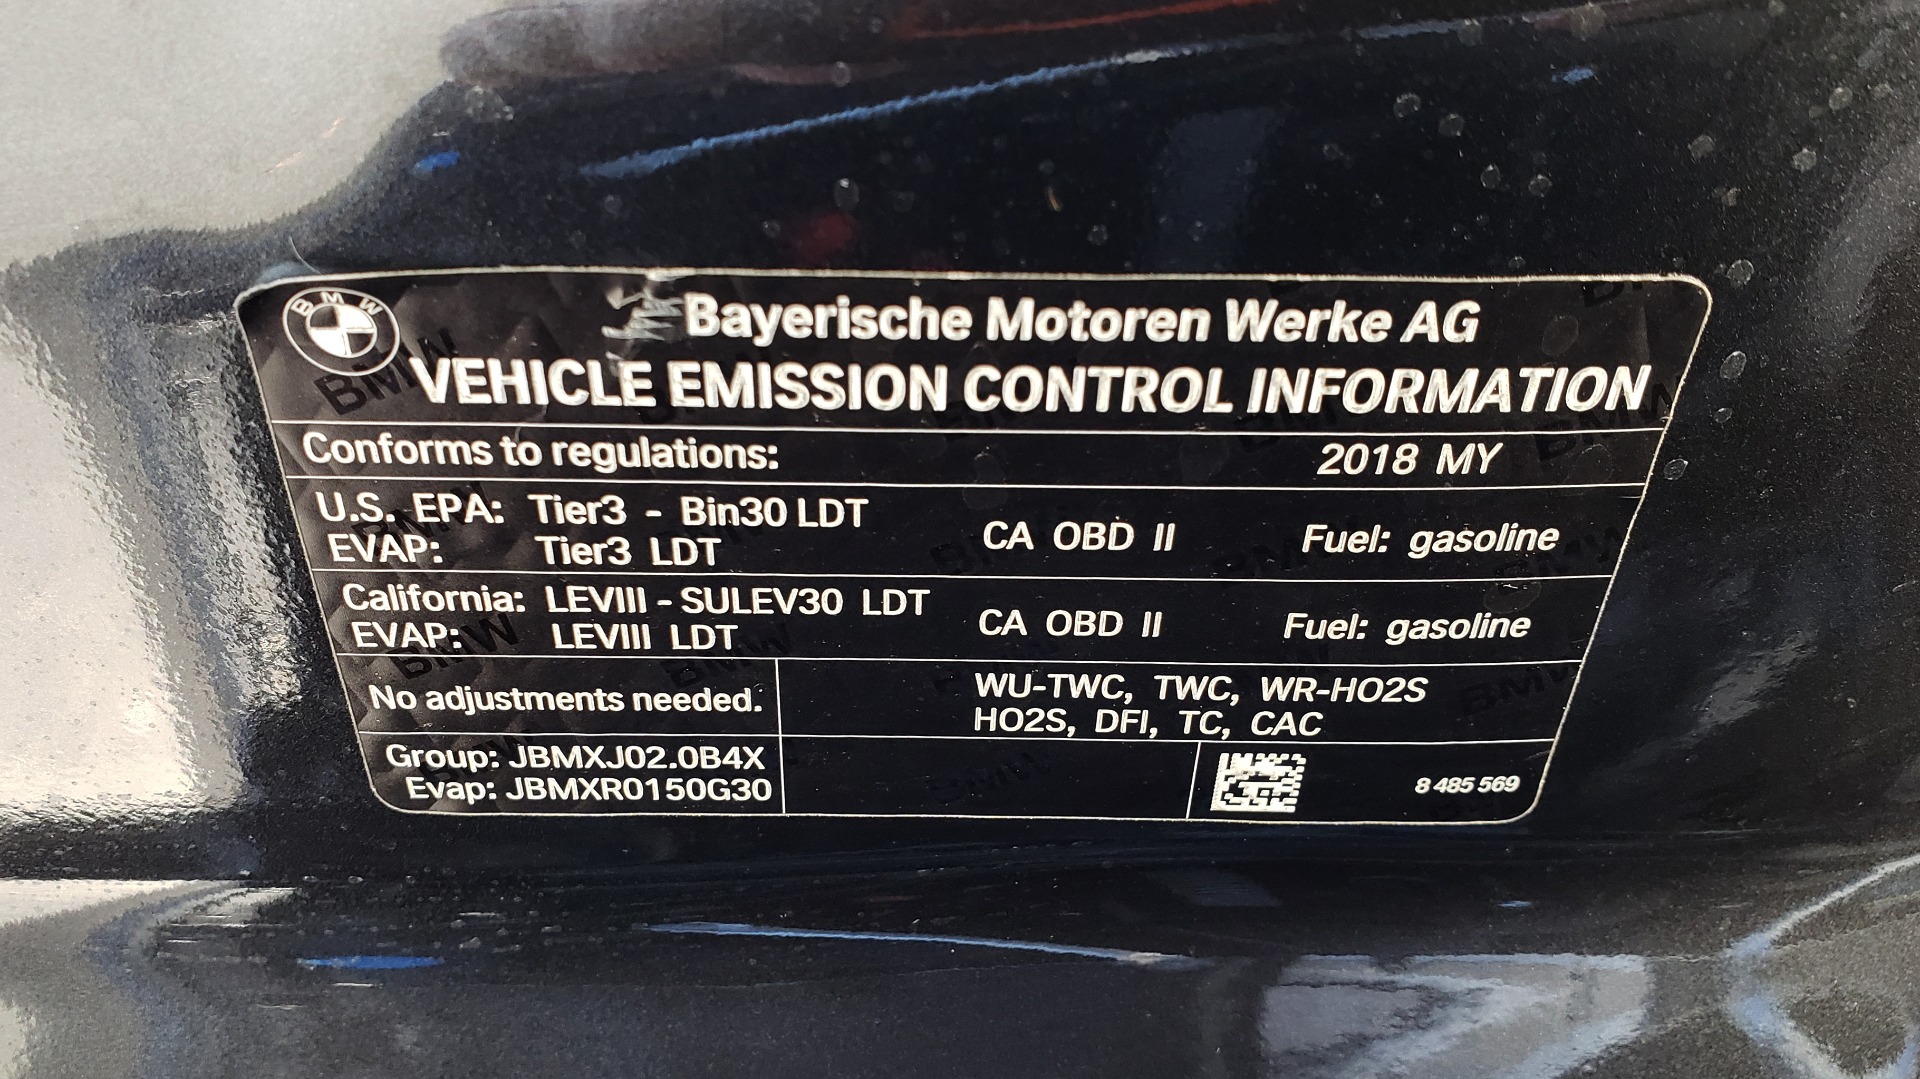 BMW
Bayerische Motoren Werke AG
VEHICLE EMISSION CONTROL INFORMATION
Conforms to regulations: 2018 MY
U.S. EPA: Tier3 - Bin30 LDT
EVAP: Tier3 LDT
CA OBD II
Fuel: gasoline
California: LEVIII - SULEV30 LDT
EVAP: LEVIII LDT
CA OBD II
Fuel: gasoline
No adjustments needed.
WU-TWC, TWC, WR-HO2S
HO2S, DFI, TC, CAC
Group: JBMXJ02.0B4X
Evap: JBMXR0150G30
8 485 569